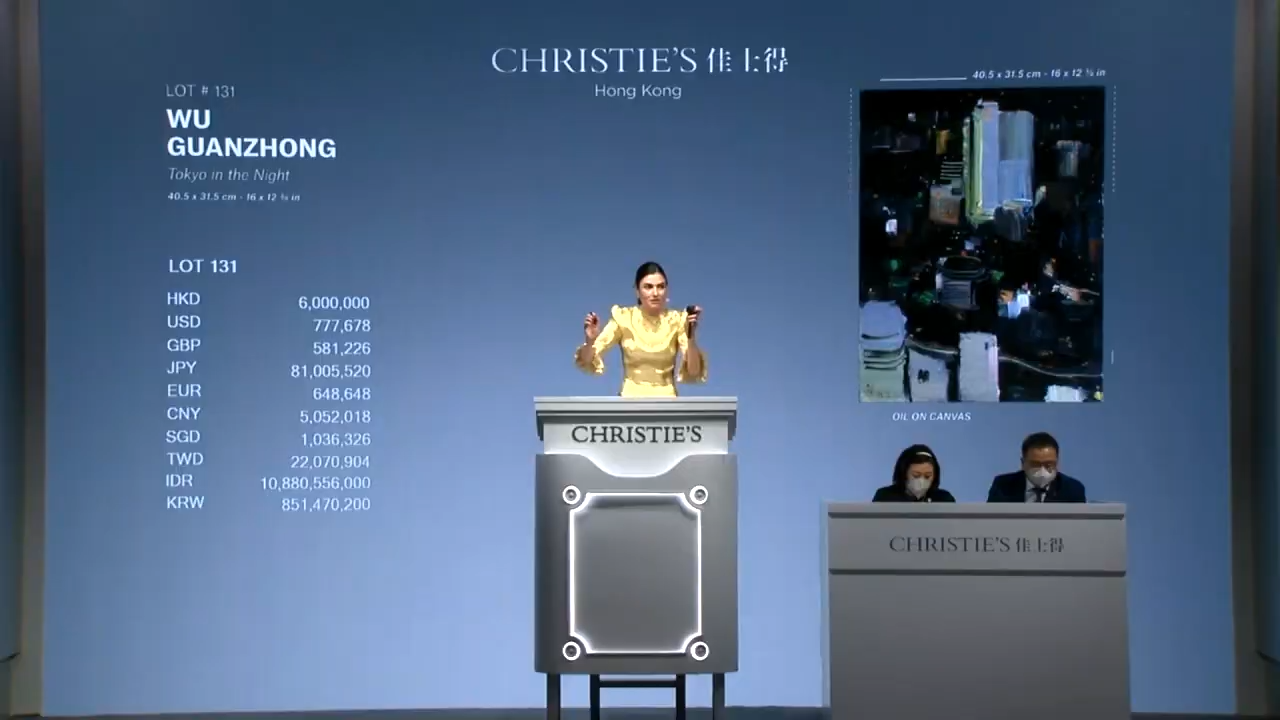 CHRISTIE'S 佳士得
Hong Kong
LOT # 131
WU
GUANZHONG
Tokyo in the Night
40.5 x 31.5 cm - 16 x 12 ⅜ in
LOT 131
HKD 6,000,000
USD 777,678
GBP 581,226
JPY 81,005,520
EUR 648,648
CNY 5,052,018
SGD 1,036,326
TWD 22,070,904
IDR 10,880,556,000
KRW 851,470,200
40.5 x 31.5 cm - 16 x 12 ⅜ in
OIL ON CANVAS
CHRISTIE'S
CHRISTIE'S 佳士得